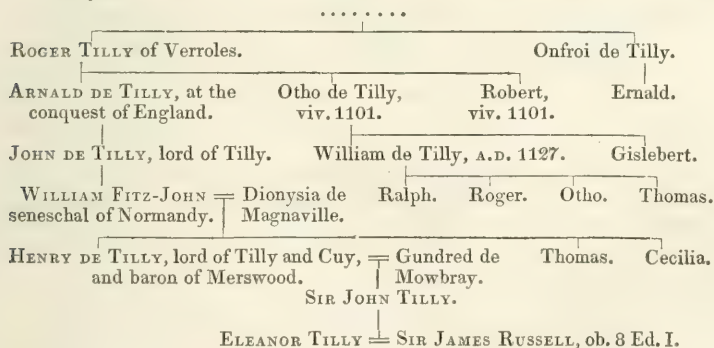 . . . . . . . .
ROGER TILLY of Verroles. Onfroi de Tilly.
ARNALD DE TILLY, at the conquest of England. Otho de Tilly, viv. 1101. Robert, viv. 1101. Ernald.
JOHN DE TILLY, lord of Tilly. William de Tilly, A.D. 1127. Gislebert.
WILLIAM FITZ-JOHN = Dionysia de Ralph. Roger. Otho. Thomas.
seneschal of Normandy. Magnaville.
HENRY DE TILLY, lord of Tilly and Cuy, = Gundred de Thomas. Cecilia.
and baron of Merswood. Mowbray.
SIR JOHN TILLY.
ELEANOR TILLY = SIR JAMES RUSSELL, ob. 8 Ed. I.